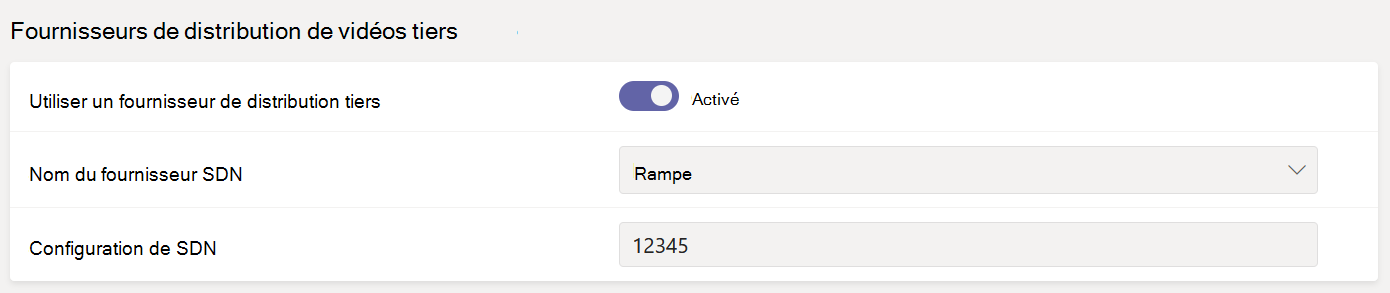 Fournisseurs de distribution de vidéos tiers
Utiliser un fournisseur de distribution tiers Activé
Nom du fournisseur SDN Rampe
Configuration de SDN 12345